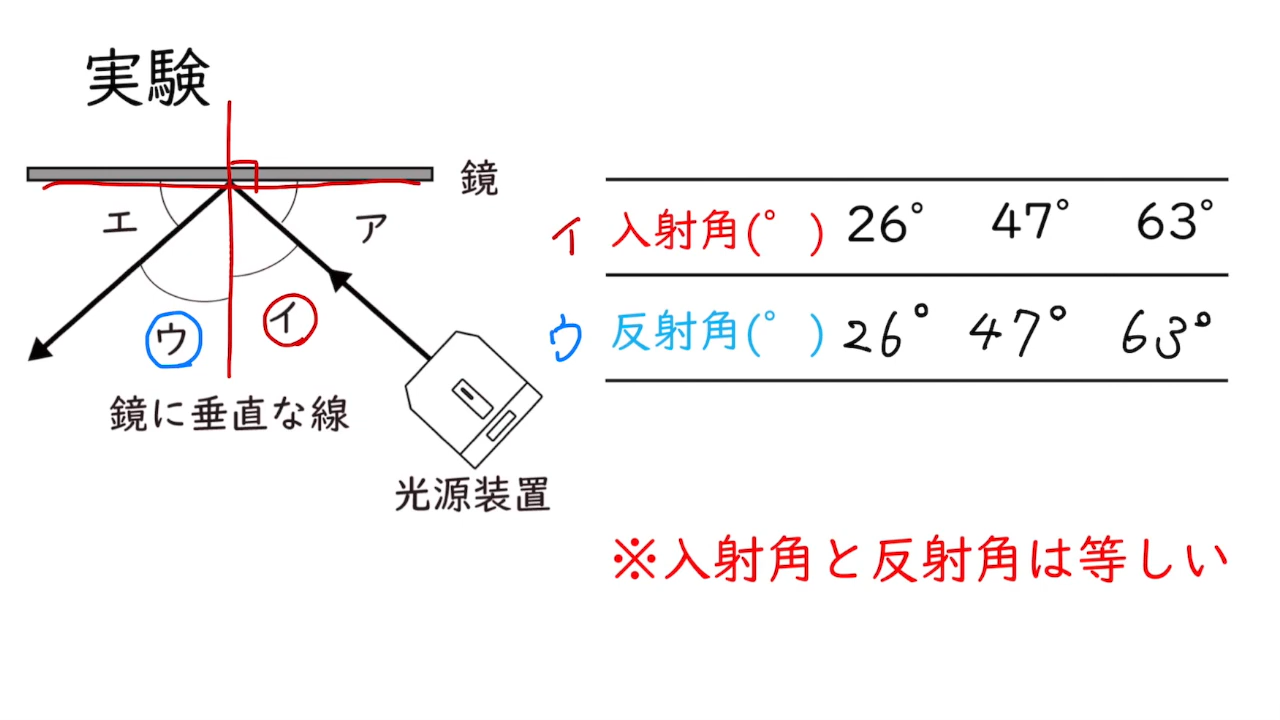 実験
鏡
エ
ア
ウ
イ
鏡に垂直な線
光源装置
イ 入射角(° ) 26° 47° 63°
ウ 反射角(° ) 26° 47° 63°
※入射角と反射角は等しい